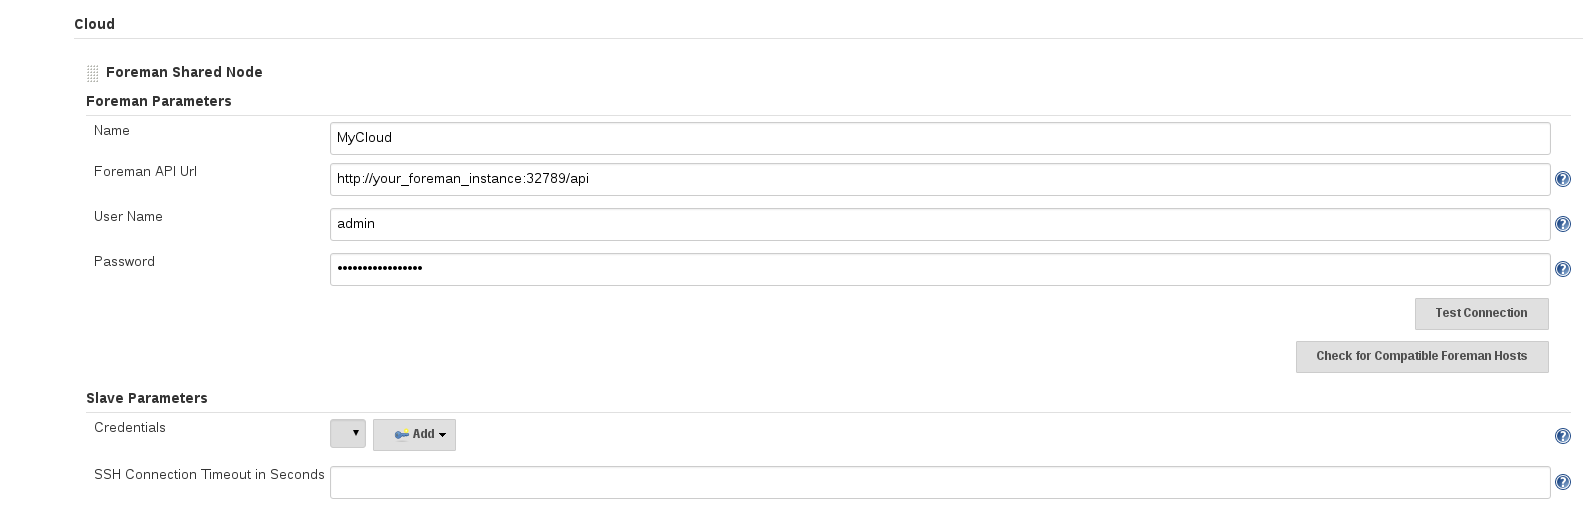 Cloud
Foreman Shared Node
Foreman Parameters
Name
MyCloud
Foreman API Url
http://your_foreman_instance:32789/api
User Name
admin
Password
•••••••••••••••••
Test Connection
Check for Compatible Foreman Hosts
Slave Parameters
Credentials
Add
SSH Connection Timeout in Seconds